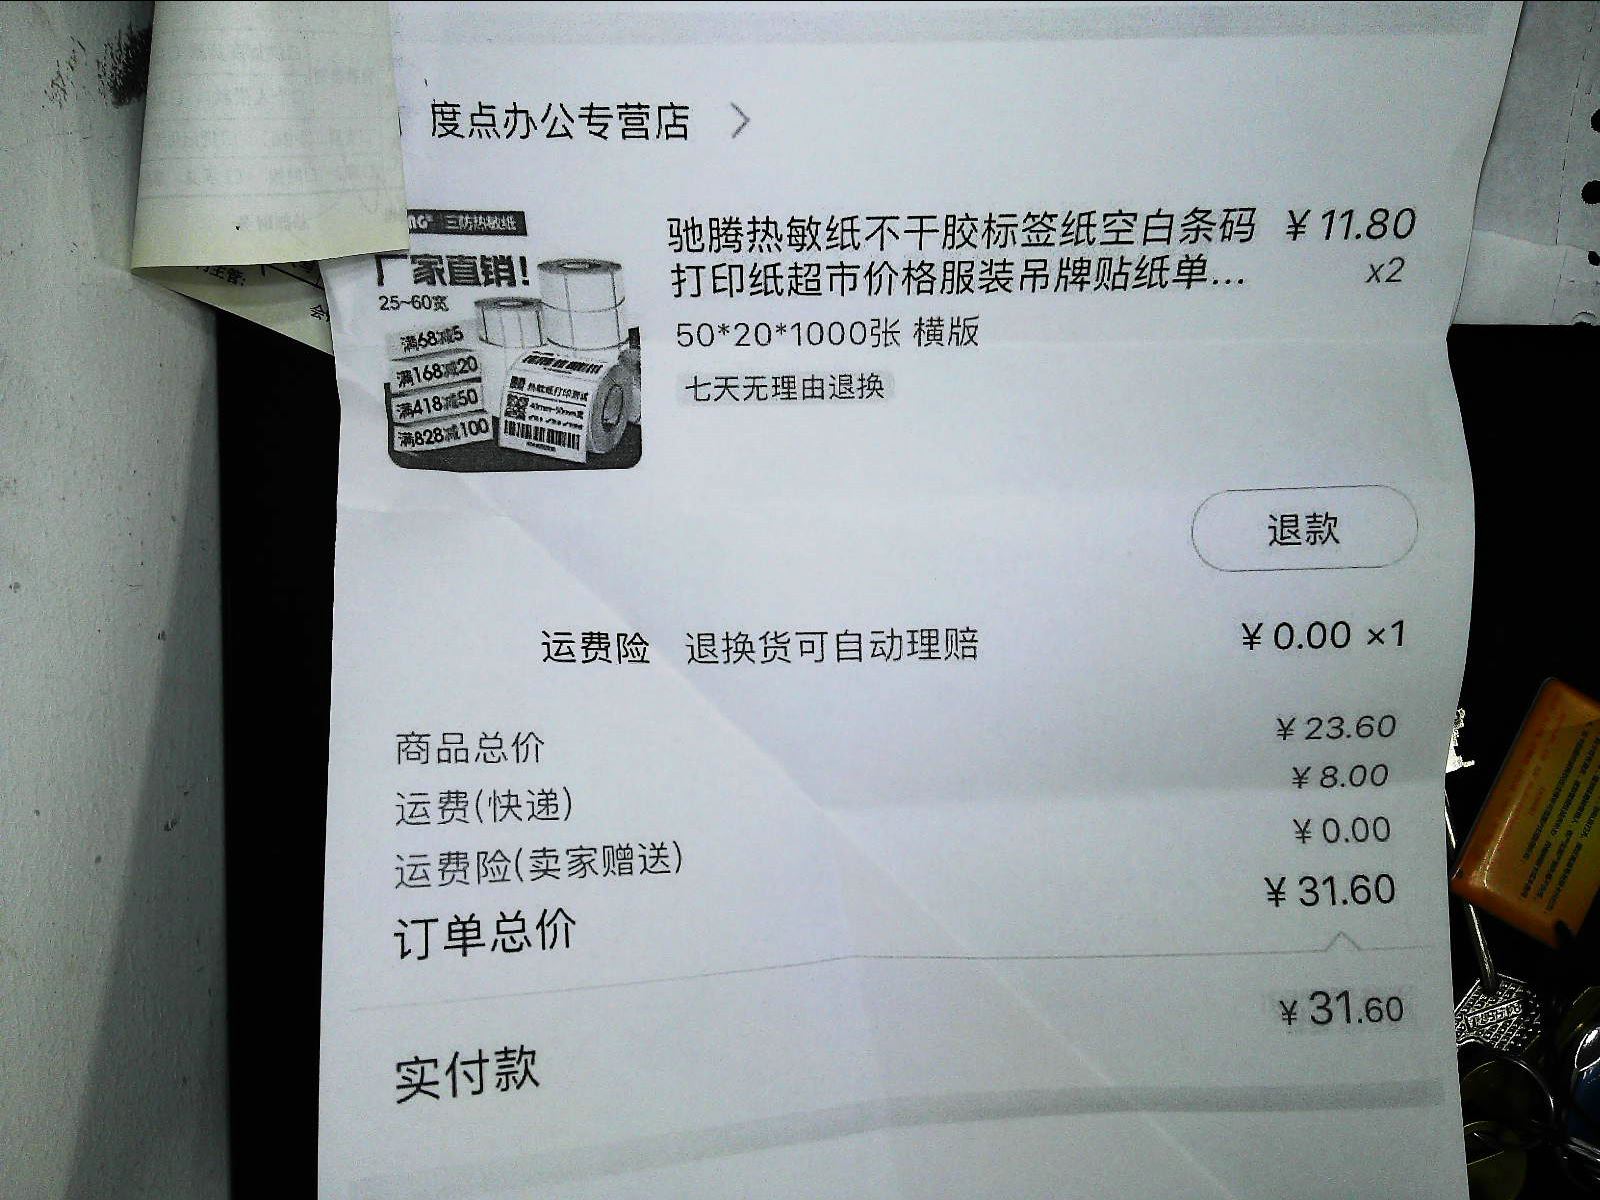 度点办公专营店 >
三防热敏纸
厂家直销!
25~60宽
满68减5
满168减20
满418减50
满828减100
热敏纸打印测试
驰腾热敏纸不干胶标签纸空白条码 ¥11.80
打印纸超市价格服装吊牌贴纸单... x2
50*20*1000张 横版
七天无理由退换
退款
运费险 退换货可自动理赔 ¥0.00 ×1
商品总价 ¥23.60
运费(快递) ¥8.00
运费险(卖家赠送) ¥0.00
订单总价 ¥31.60
实付款 ¥31.60